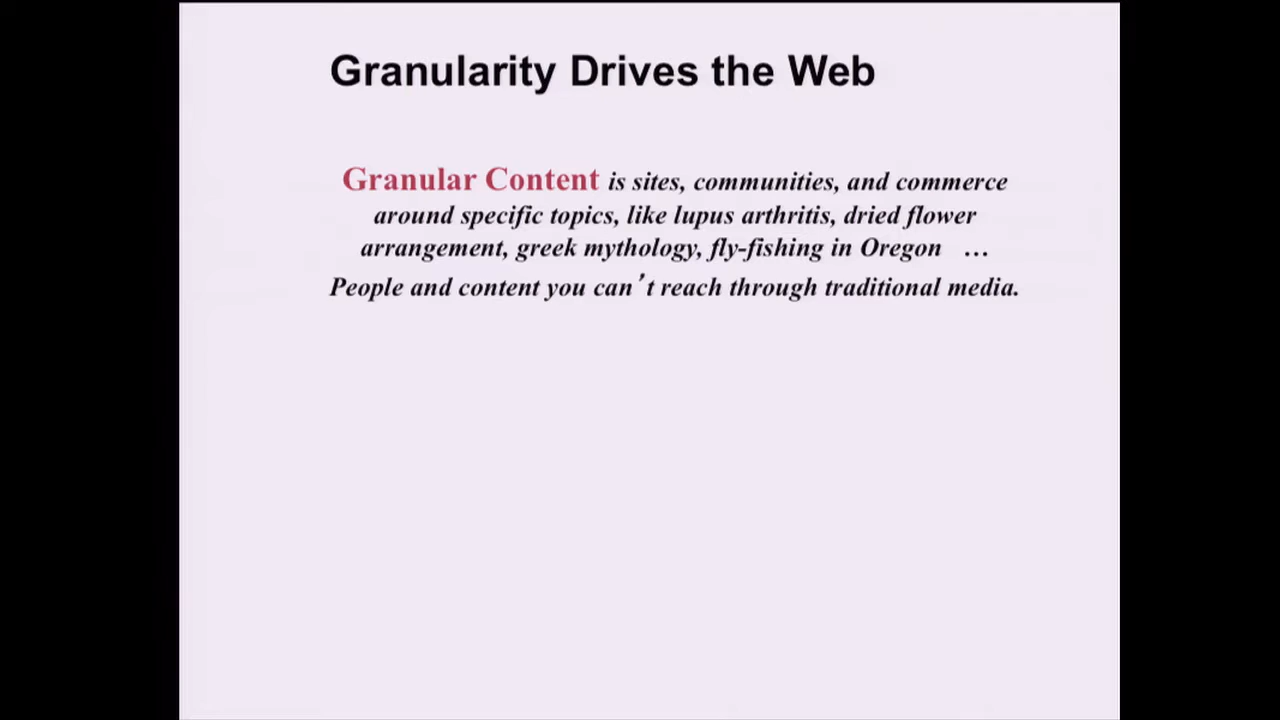 Granularity Drives the Web
Granular Content is sites, communities, and commerce
around specific topics, like lupus arthritis, dried flower
arrangement, greek mythology, fly-fishing in Oregon …
People and content you can’t reach through traditional media.